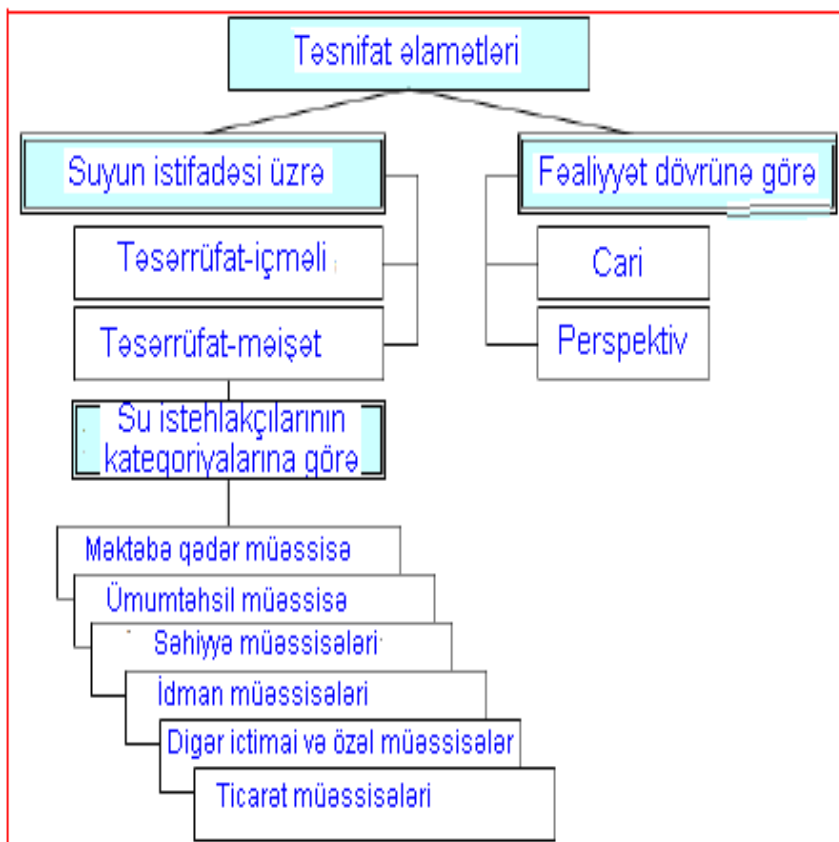 Təsnifat əlamətləri
Suyun istifadəsi üzrə
Fəaliyyət dövrünə görə
Təsərrüfat-içməli
Cari
Təsərrüfat-məişət
Perspektiv
Su istehlakçılarının
kateqoriyalarına görə
Məktəbə qədər müəssisə
Ümumtəhsil müəssisə
Səhiyyə müəssisələri
İdman müəssisələri
Digər ictimai və özəl müəssisələr
Ticarət müəssisələri